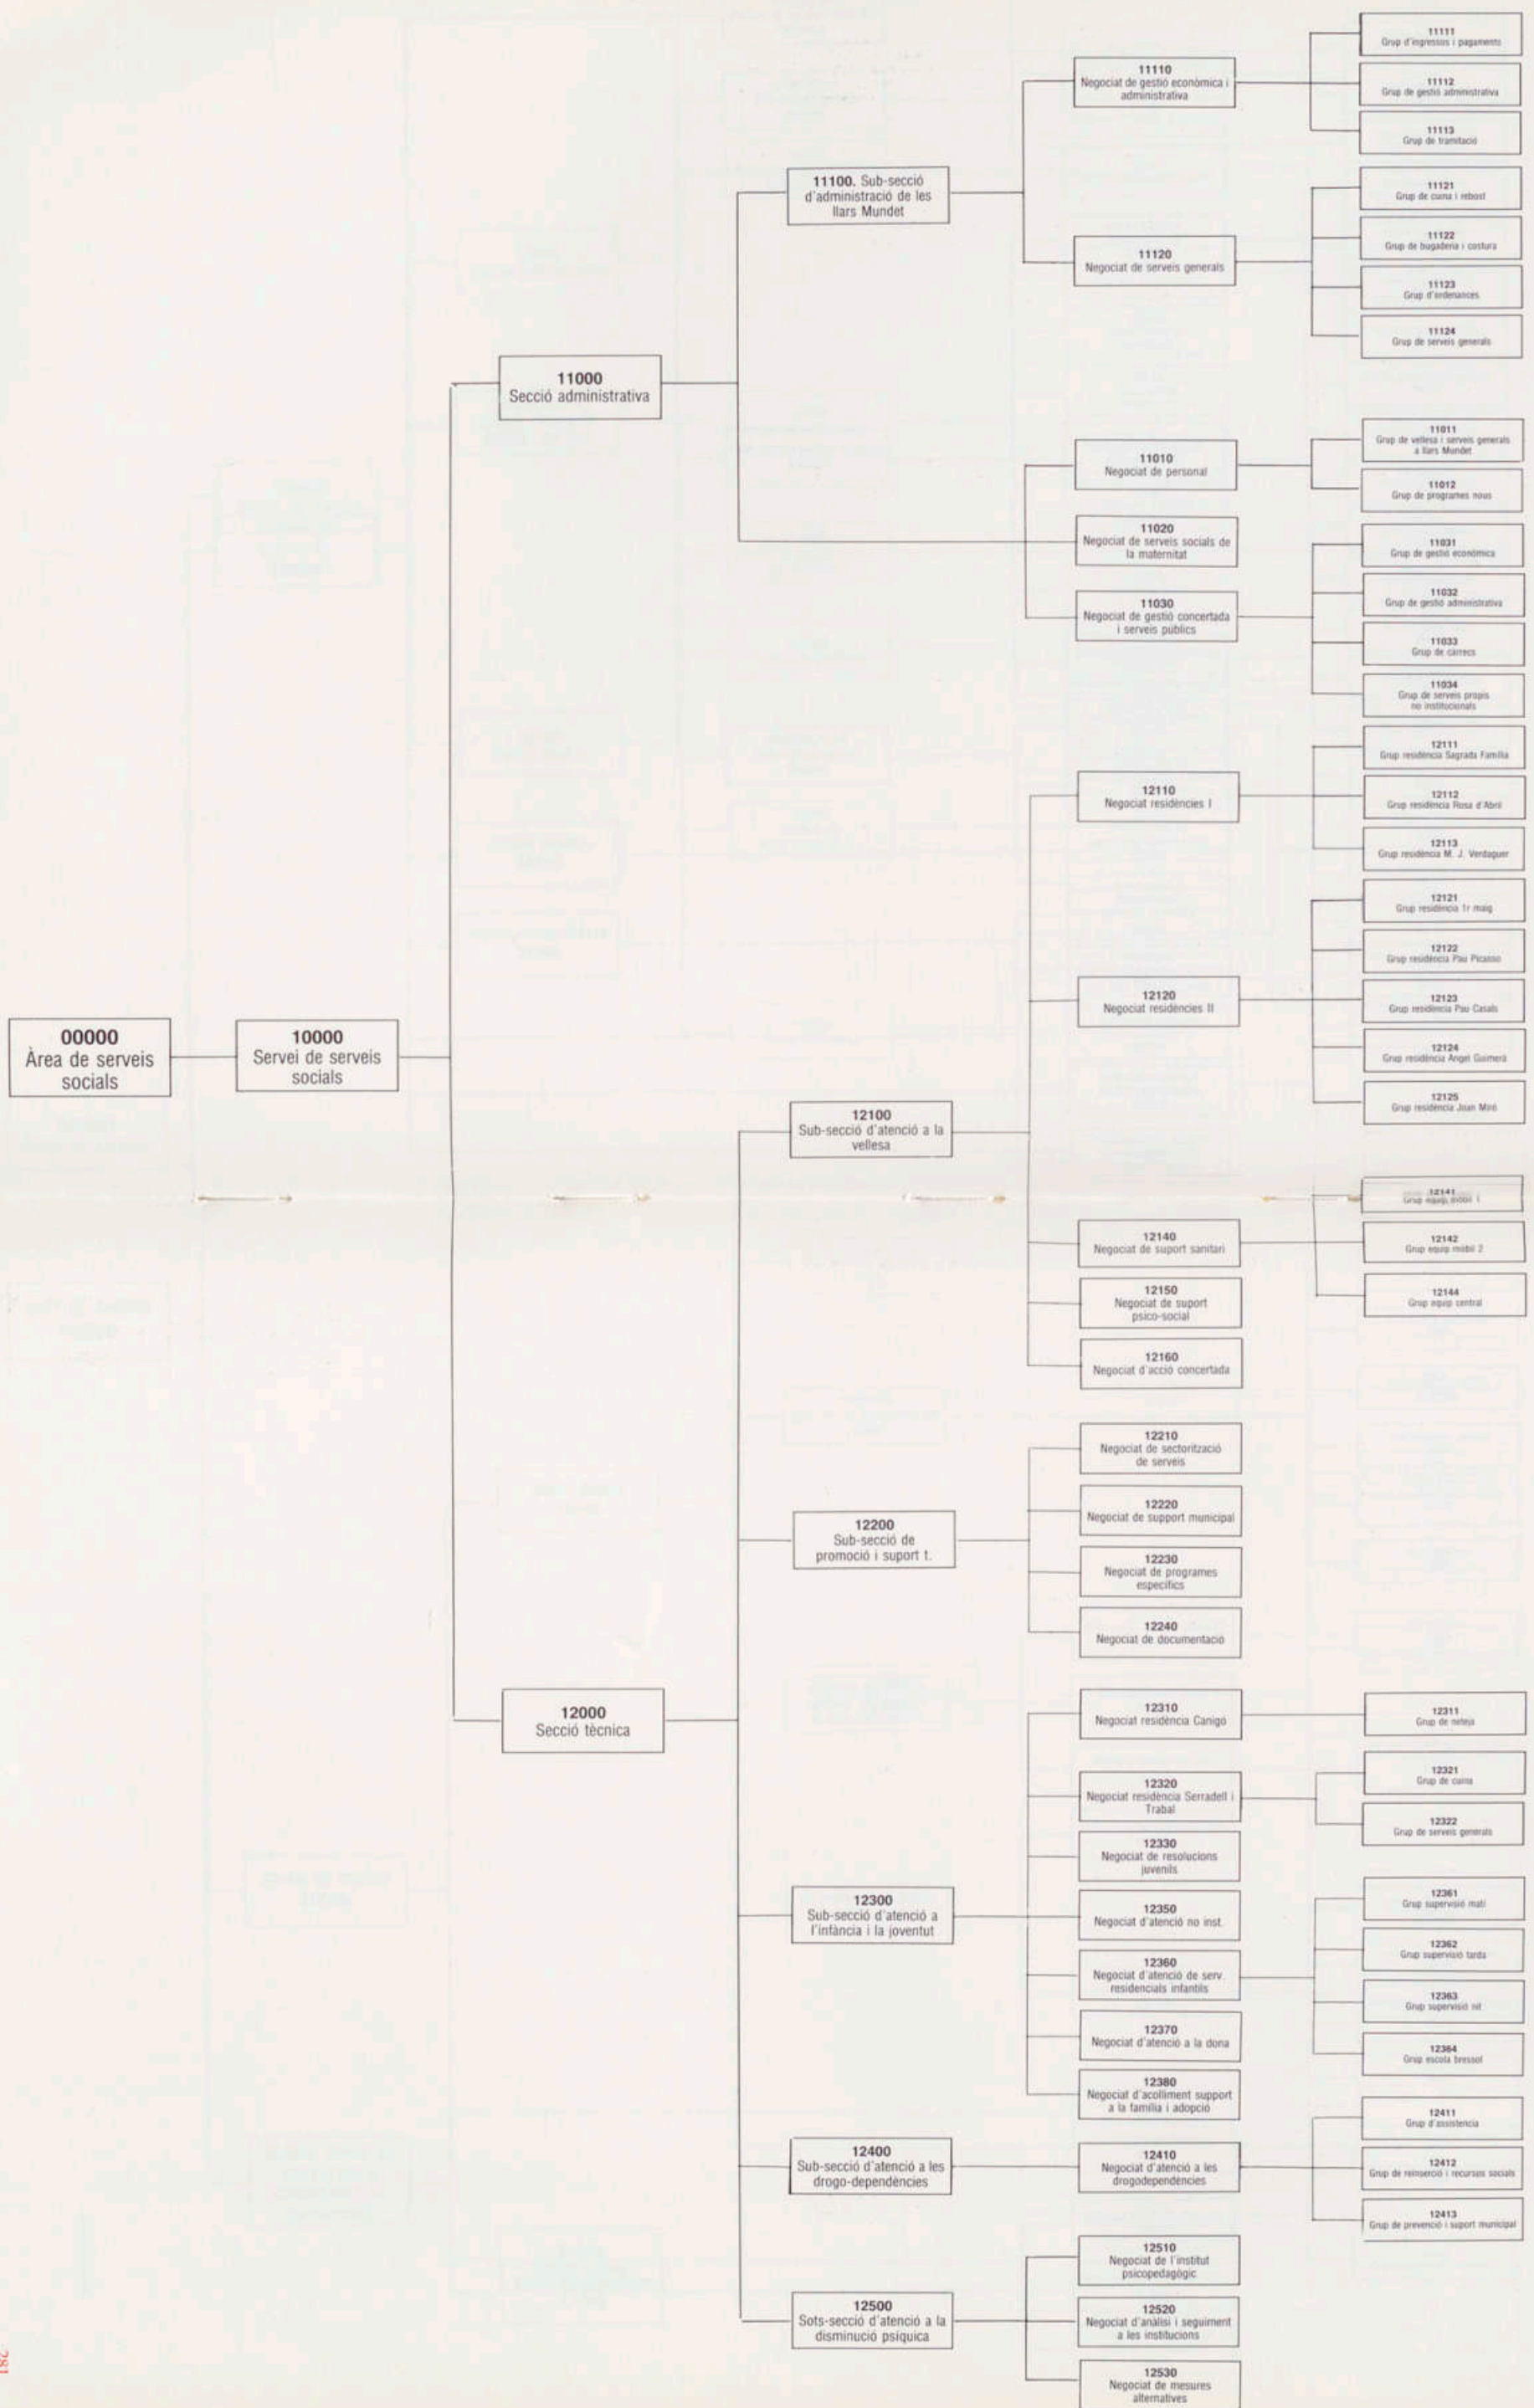 00000
Àrea de serveis
socials
10000
Servei de serveis
socials
11000
Secció administrativa
11100. Sub-secció
d'administració de les
llars Mundet
11110
Negociat de gestió econòmica i
administrativa
11111
Grup d'ingressos i pagaments
11112
Grup de gestió administrativa
11113
Grup de tramitació
11120
Negociat de serveis generals
11121
Grup de cuina i rebost
11122
Grup de bugaderia i costura
11123
Grup d'ordenances
11124
Grup de serveis generals
11010
Negociat de personal
11011
Grup de vellesa i serveis generals
a llars Mundet
11012
Grup de programes nous
11020
Negociat de serveis socials de
la maternitat
11030
Negociat de gestió concertada
i serveis públics
11031
Grup de gestió econòmica
11032
Grup de gestió administrativa
11033
Grup de càrrecs
11034
Grup de serveis propis
no institucionals
12000
Secció tècnica
12100
Sub-secció d'atenció a la
vellesa
12110
Negociat residències I
12111
Grup residència Sagrada Família
12112
Grup residència Rosa d'Abril
12113
Grup residència M. J. Verdaguer
12120
Negociat residències II
12121
Grup residència 1r maig
12122
Grup residència Pau Picasso
12123
Grup residència Pau Casals
12124
Grup residència Angel Guimerà
12125
Grup residència Joan Miró
12140
Negociat de suport sanitari
12141
Grup equip mòbil 1
12142
Grup equip mòbil 2
12144
Grup equip central
12150
Negociat de suport
psico-social
12160
Negociat d'acció concertada
12200
Sub-secció de
promoció i suport t.
12210
Negociat de sectorització
de serveis
12220
Negociat de support municipal
12230
Negociat de programes
específics
12240
Negociat de documentació
12300
Sub-secció d'atenció a
l'infància i la joventut
12310
Negociat residència Canigó
12311
Grup de neteja
12320
Negociat residència Serradell i
Trabal
12321
Grup de cuina
12322
Grup de serveis generals
12330
Negociat de resolucions
juvenils
12350
Negociat d'atenció no inst.
12360
Negociat d'atenció de serv.
residencials infantils
12361
Grup supervisió matí
12362
Grup supervisió tarda
12363
Grup supervisió nit
12364
Grup escola bressol
12370
Negociat d'atenció a la dona
12380
Negociat d'acolliment support
a la família i adopció
12400
Sub-secció d'atenció a les
drogo-dependències
12410
Negociat d'atenció a les
drogodependències
12411
Grup d'assistencia
12412
Grup de reinserció i recursos socials
12413
Grup de prevenció i suport municipal
12500
Sots-secció d'atenció a la
disminució psíquica
12510
Negociat de l'institut
psicopedagògic
12520
Negociat d'anàlisi i seguiment
a les institucions
12530
Negociat de mesures
alternatives
281